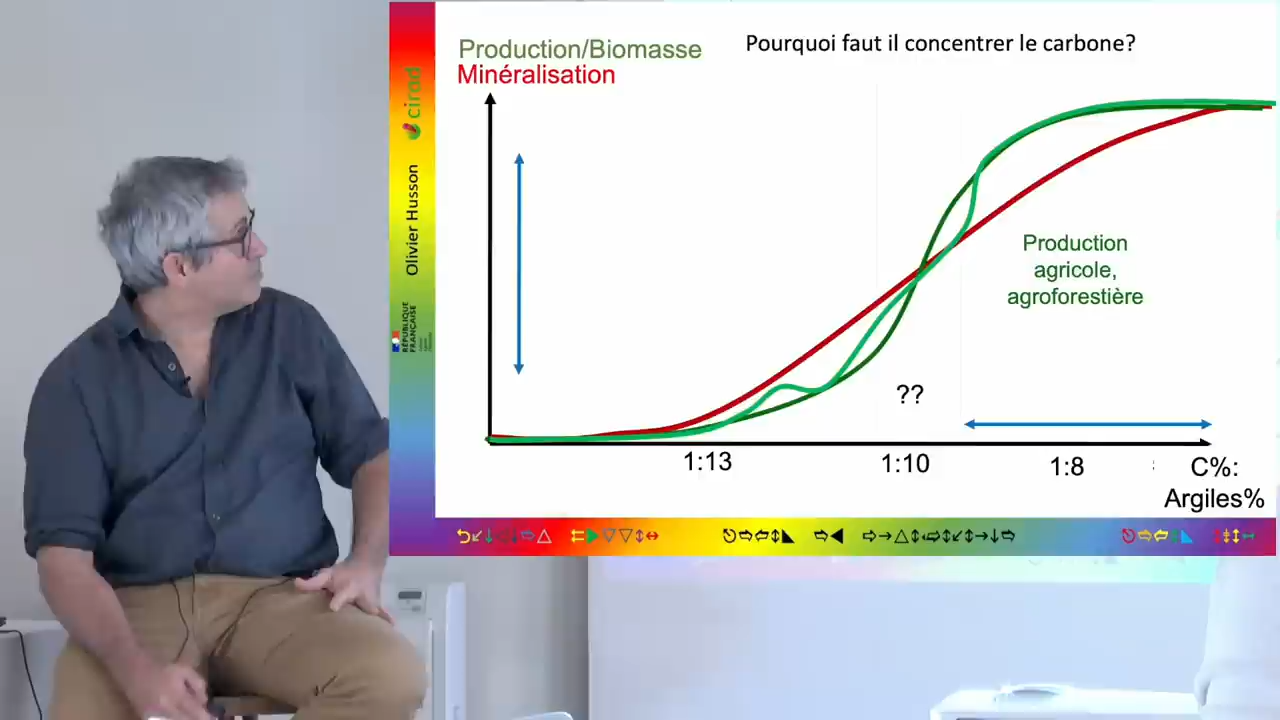 Pourquoi faut il concentrer le carbone?
Production/Biomasse
Minéralisation
cirad
Olivier Husson
RÉPUBLIQUE
FRANÇAISE
Production
agricole,
agroforestière
??
1:13
1:10
1:8
C%:
Argiles%